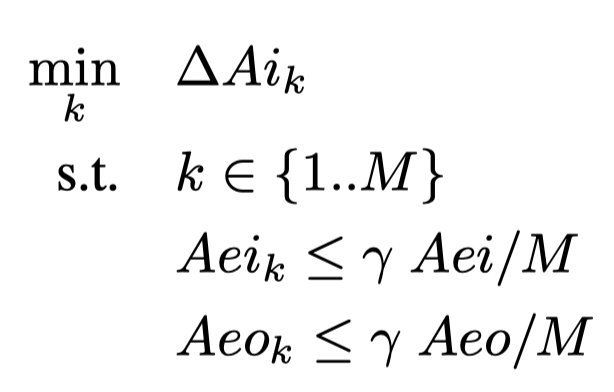 min ΔAi_k
k
s.t. k ∈ {1..M}
Aei_k ≤ γ Aei/M
Aeo_k ≤ γ Aeo/M